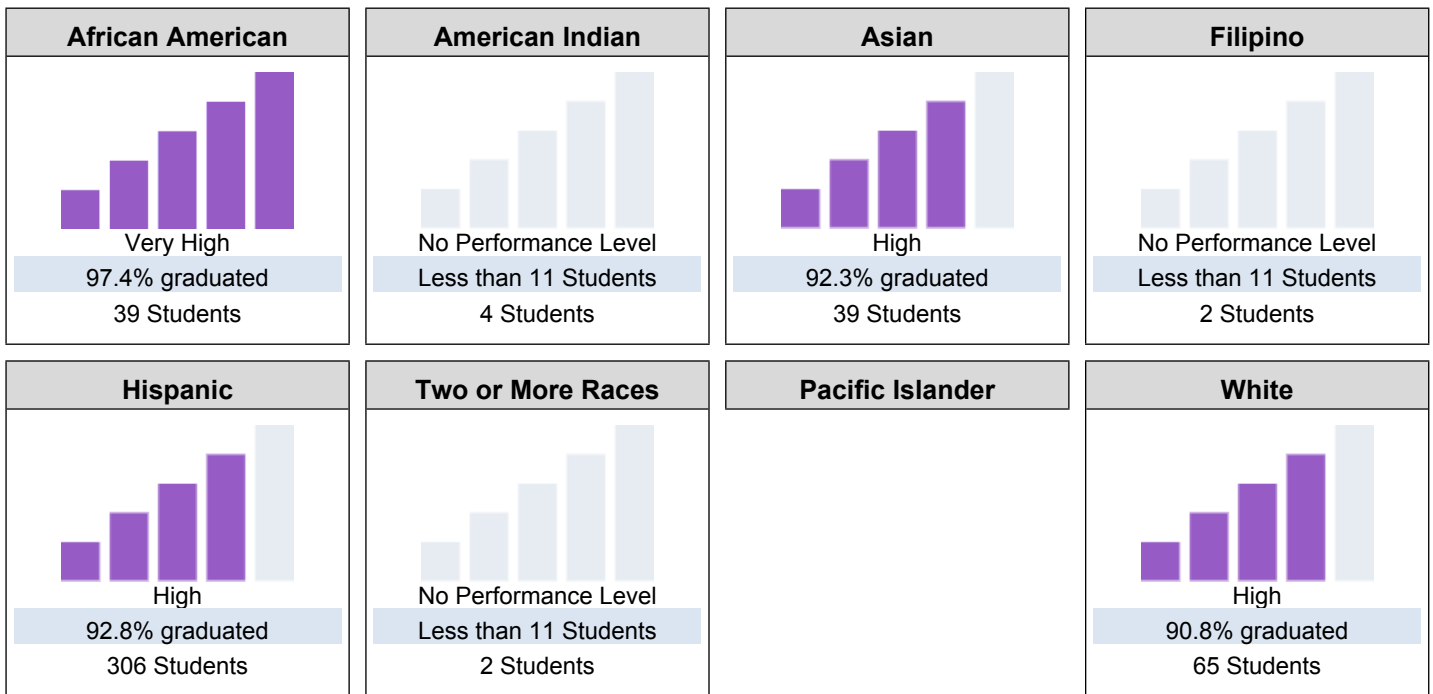 African American
Very High
97.4% graduated
39 Students
American Indian
No Performance Level
Less than 11 Students
4 Students
Asian
High
92.3% graduated
39 Students
Filipino
No Performance Level
Less than 11 Students
2 Students
Hispanic
High
92.8% graduated
306 Students
Two or More Races
No Performance Level
Less than 11 Students
2 Students
Pacific Islander
White
High
90.8% graduated
65 Students